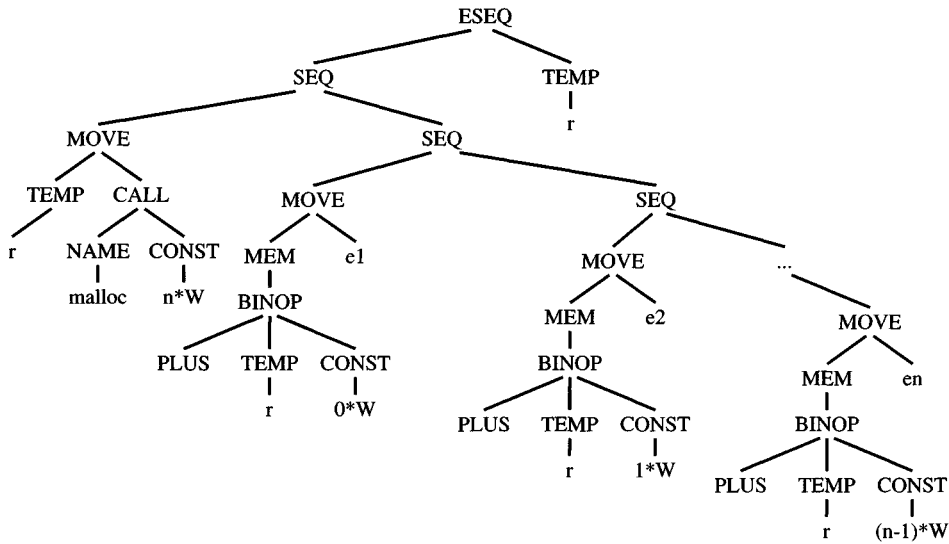 ESEQ
SEQ TEMP
r
MOVE SEQ
TEMP CALL MOVE SEQ
r NAME CONST MEM e1 MOVE ...
malloc n*W BINOP MEM e2 MOVE
PLUS TEMP CONST BINOP MEM en
r 0*W PLUS TEMP CONST BINOP
r 1*W PLUS TEMP CONST
r (n-1)*W